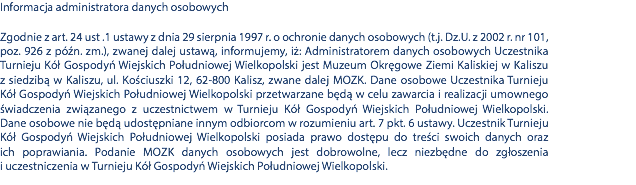 Informacja administratora danych osobowych

Zgodnie z art. 24 ust .1 ustawy z dnia 29 sierpnia 1997 r. o ochronie danych osobowych (t.j. Dz.U. z 2002 r. nr 101,
poz. 926 z późn. zm.), zwanej dalej ustawą, informujemy, iż: Administratorem danych osobowych Uczestnika
Turnieju Kół Gospodyń Wiejskich Południowej Wielkopolski jest Muzeum Okręgowe Ziemi Kaliskiej w Kaliszu
z siedzibą w Kaliszu, ul. Kościuszki 12, 62-800 Kalisz, zwane dalej MOZK. Dane osobowe Uczestnika Turnieju
Kół Gospodyń Wiejskich Południowej Wielkopolski przetwarzane będą w celu zawarcia i realizacji umownego
świadczenia związanego z uczestnictwem w Turnieju Kół Gospodyń Wiejskich Południowej Wielkopolski.
Dane osobowe nie będą udostępniane innym odbiorcom w rozumieniu art. 7 pkt. 6 ustawy. Uczestnik Turnieju
Kół Gospodyń Wiejskich Południowej Wielkopolski posiada prawo dostępu do treści swoich danych oraz
ich poprawiania. Podanie MOZK danych osobowych jest dobrowolne, lecz niezbędne do zgłoszenia
i uczestniczenia w Turnieju Kół Gospodyń Wiejskich Południowej Wielkopolski.